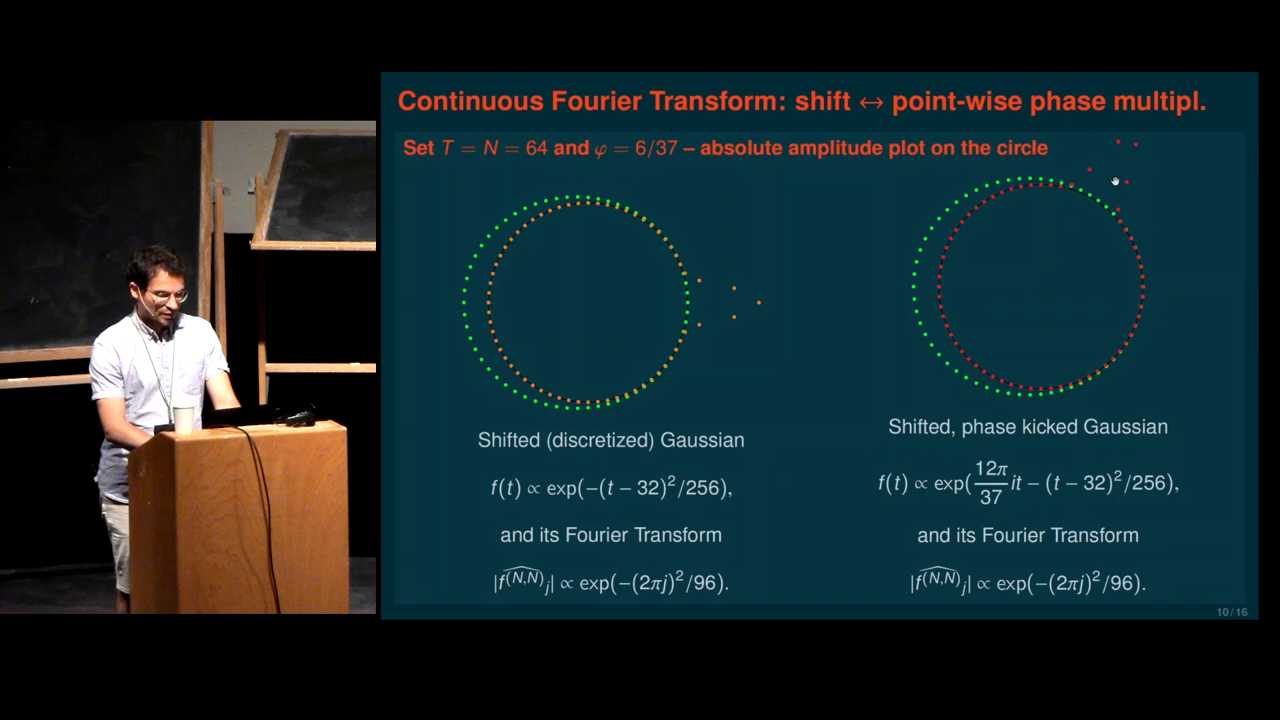 Continuous Fourier Transform: shift ↔ point-wise phase multipl.
Set T = N = 64 and φ = 6/37 – absolute amplitude plot on the circle
Shifted (discretized) Gaussian
f(t) ∝ exp(−(t − 32)²/256),
and its Fourier Transform
|f^(N,N)_j| ∝ exp(−(2πj)²/96).
Shifted, phase kicked Gaussian
f(t) ∝ exp(12π/37 it − (t − 32)²/256),
and its Fourier Transform
|f^(N,N)_j| ∝ exp(−(2πj)²/96).
10 / 16